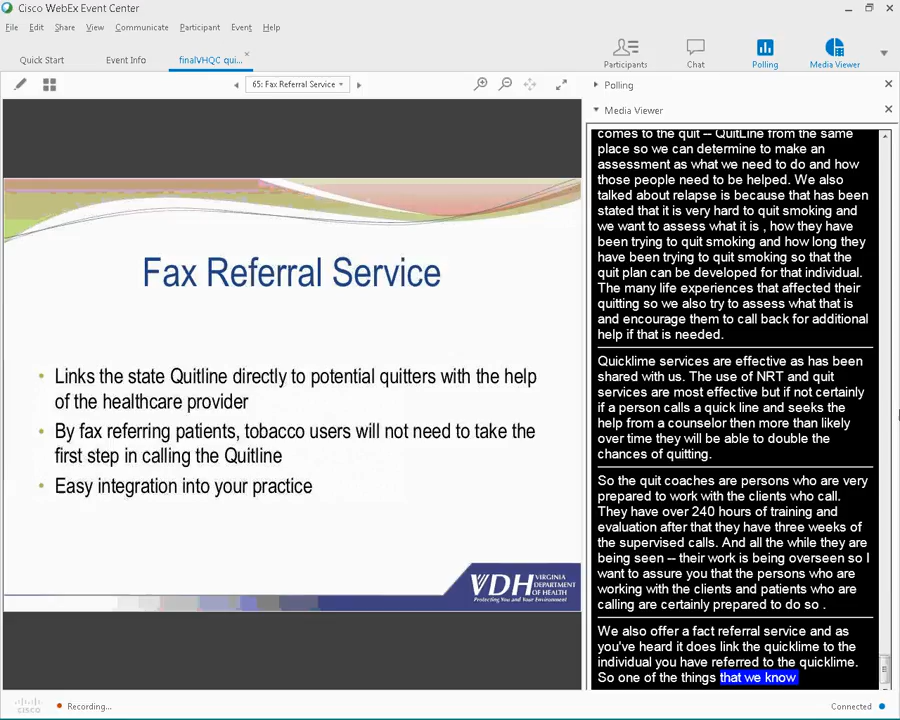 Cisco WebEx Event Center
File Edit Share View Communicate Participant Event Help
Quick Start Event Info finalVHQC qui...
Participants Chat Polling Media Viewer
65: Fax Referral Service
Polling
Media Viewer
Fax Referral Service
Links the state Quitline directly to potential quitters with the help
of the healthcare provider
By fax referring patients, tobacco users will not need to take the
first step in calling the Quitline
Easy integration into your practice
VDH VIRGINIA
DEPARTMENT
OF HEALTH
Protecting You and Your Environment
comes to the quit -- QuitLine from the same
place so we can determine to make an
assessment as what we need to do and how
those people need to be helped. We also
talked about relapse is because that has been
stated that it is very hard to quit smoking and
we want to assess what it is , how they have
been trying to quit smoking and how long they
have been trying to quit smoking so that the
quit plan can be developed for that individual.
The many life experiences that affected their
quitting so we also try to assess what that is
and encourage them to call back for additional
help if that is needed.
Quicklime services are effective as has been
shared with us. The use of NRT and quit
services are most effective but if not certainly
if a person calls a quick line and seeks the
help from a counselor then more than likely
over time they will be able to double the
chances of quitting.
So the quit coaches are persons who are very
prepared to work with the clients who call.
They have over 240 hours of training and
evaluation after that they have three weeks of
the supervised calls. And all the while they are
being seen -- their work is being overseen so I
want to assure you that the persons who are
working with the clients and patients who are
calling are certainly prepared to do so .
We also offer a fact referral service and as
you've heard it does link the quicklime to the
individual you have referred to the quicklime.
So one of the things that we know
cisco Recording... Connected